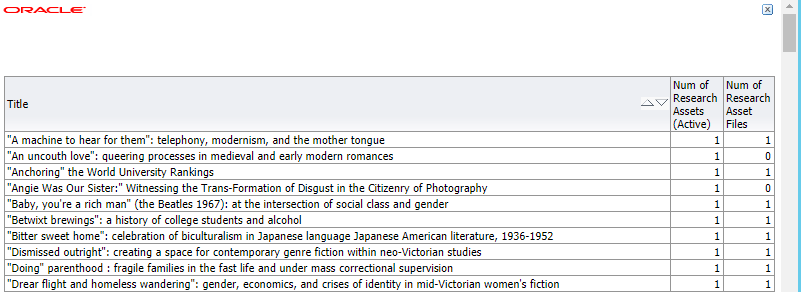 ORACLE
Title
Num of
Research
Assets
(Active)
Num of
Research
Asset
Files
"A machine to hear for them": telephony, modernism, and the mother tongue 1 1
"An uncouth love": queering processes in medieval and early modern romances 1 0
"Anchoring" the World University Rankings 1 1
"Angie Was Our Sister:" Witnessing the Trans-Formation of Disgust in the Citizenry of Photography 1 0
"Baby, you're a rich man" (the Beatles 1967): at the intersection of social class and gender 1 1
"Betwixt brewings": a history of college students and alcohol 1 1
"Bitter sweet home": celebration of biculturalism in Japanese language Japanese American literature, 1936-1952 1 1
"Dismissed outright": creating a space for contemporary genre fiction within neo-Victorian studies 1 1
"Doing" parenthood : fragile families in the fast life and under mass correctional supervision 1 1
"Drear flight and homeless wandering": gender, economics, and crises of identity in mid-Victorian women's fiction 1 1